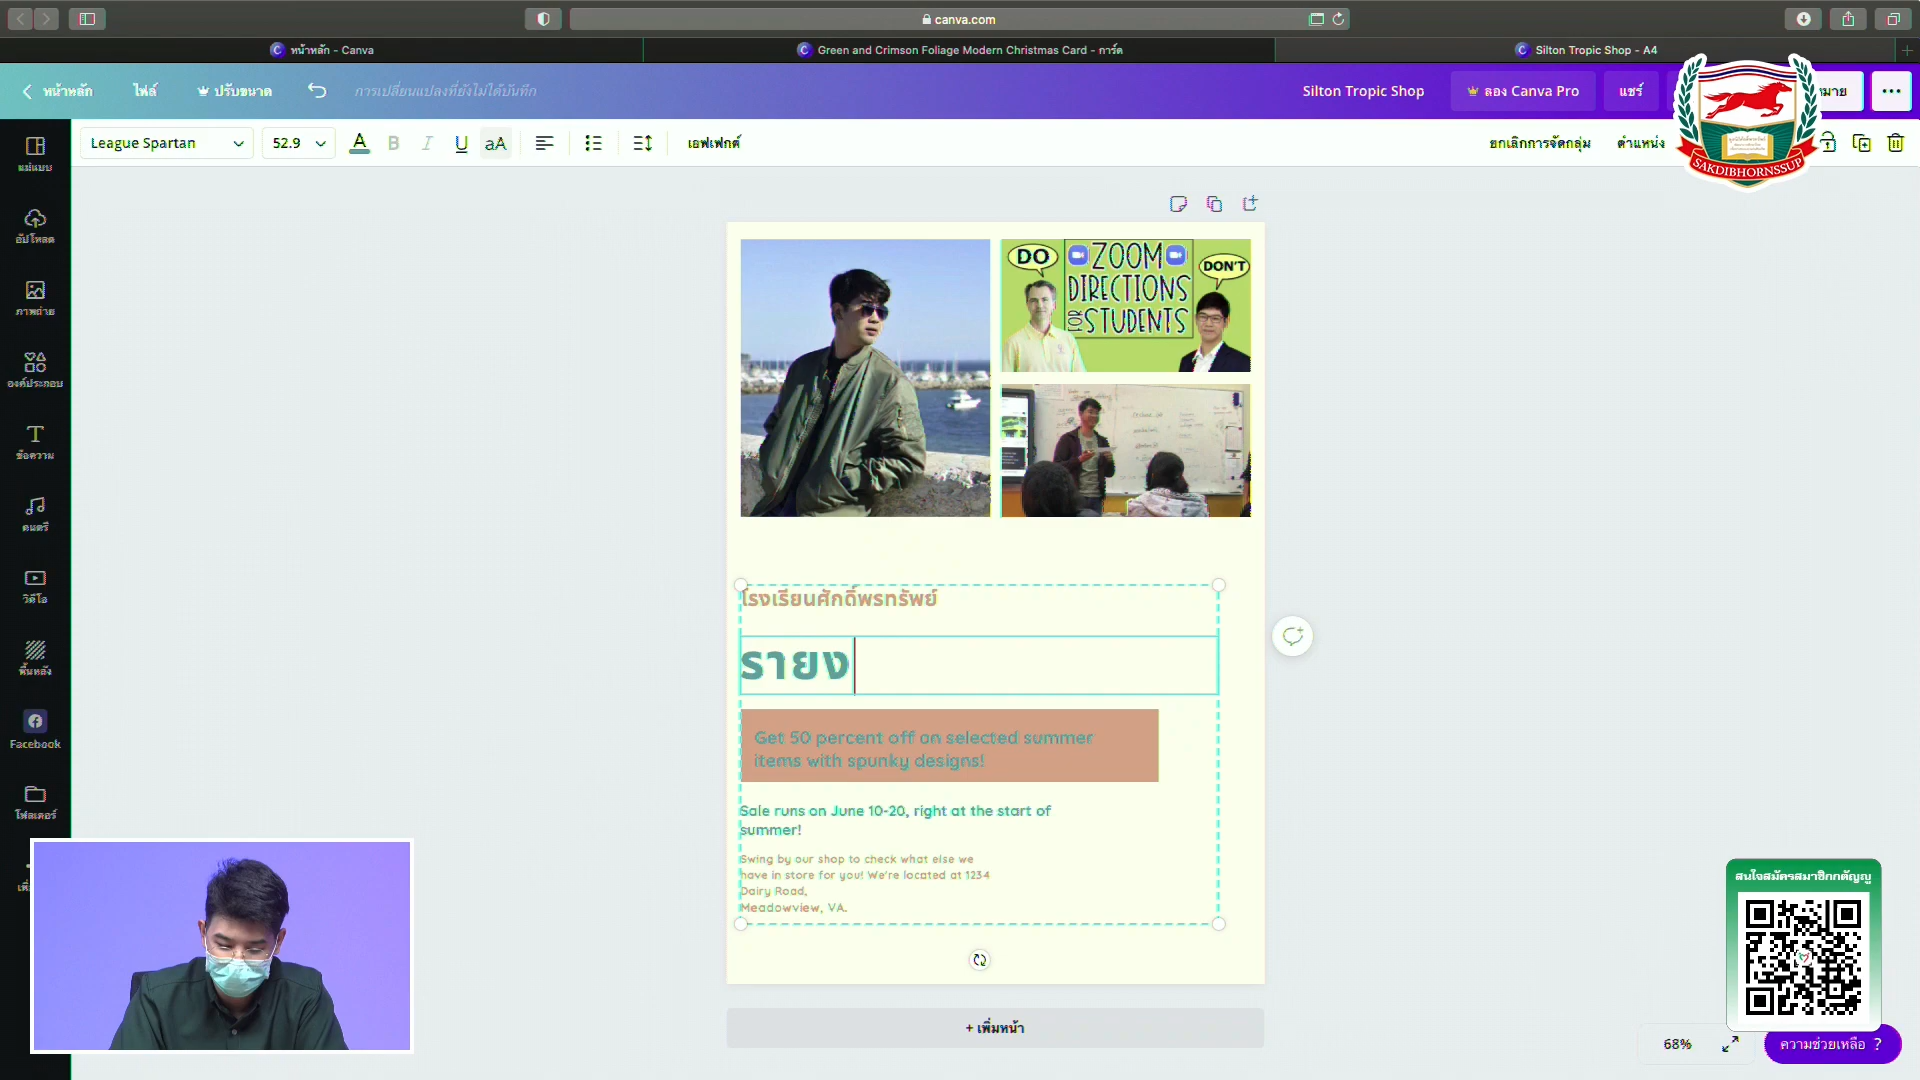 canva.com
หน้าหลัก - Canva
Green and Crimson Foliage Modern Christmas Card - การ์ด
Silton Tropic Shop - A4
หน้าหลัก
ไฟล์
ปรับขนาด
การเปลี่ยนแปลงที่ยังไม่ได้บันทึก
Silton Tropic Shop
ลอง Canva Pro
แชร์
League Spartan
52.9
A
B
I
U
aA
เอฟเฟกต์
ยกเลิกการจัดกลุ่ม
ตำแหน่ง
SAKDIBHORNSSUP
แม่แบบ
อัปโหลด
ภาพถ่าย
องค์ประกอบ
ข้อความ
ดนตรี
วิดีโอ
พื้นหลัง
Facebook
โฟลเดอร์
DO
ZOOM
DON'T
DIRECTIONS
FOR STUDENTS
โรงเรียนศักดิ์พรทรัพย์
รายง
Get 50 percent off on selected summer
items with spunky designs!
Sale runs on June 10-20, right at the start of
summer!
Swing by our shop to check what else we
have in store for you! We're located at 1234
Dairy Road,
Meadowview, VA.
+ เพิ่มหน้า
สนใจสมัครสมาชิกกตัญญู
68%
ความช่วยเหลือ ?